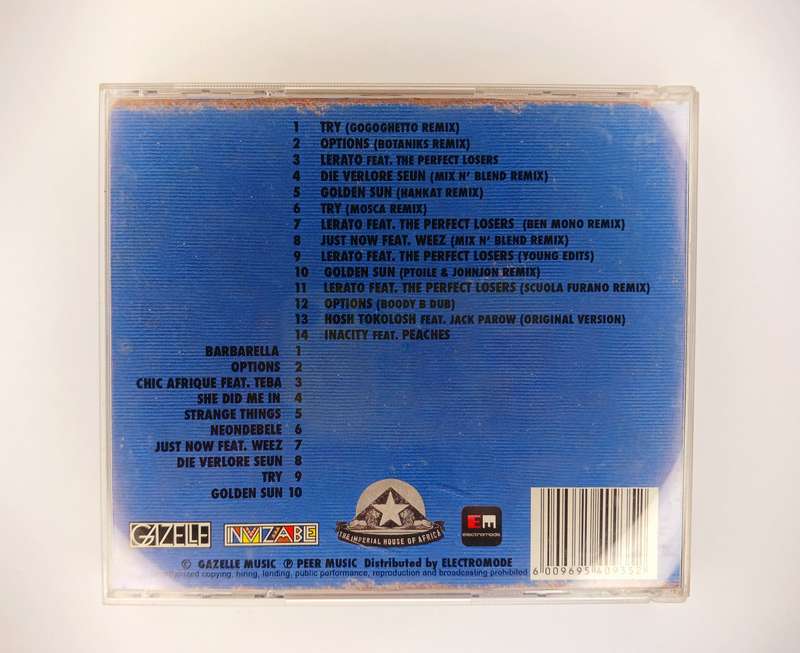 1 TRY (GOGOGHETTO REMIX)
2 OPTIONS (BOTANIKS REMIX)
3 LERATO FEAT. THE PERFECT LOSERS
4 DIE VERLORE SEUN (MIX N' BLEND REMIX)
5 GOLDEN SUN (HANKAT REMIX)
6 TRY (MOSCA REMIX)
7 LERATO FEAT. THE PERFECT LOSERS (BEN MONO REMIX)
8 JUST NOW FEAT. WEEZ (MIX N' BLEND REMIX)
9 LERATO FEAT. THE PERFECT LOSERS (YOUNG EDITS)
10 GOLDEN SUN (PTOILE & JOHNJON REMIX)
11 LERATO FEAT. THE PERFECT LOSERS (SCUOLA FURANO REMIX)
12 OPTIONS (BOODY B DUB)
13 HOSH TOKOLOSH FEAT. JACK PAROW (ORIGINAL VERSION)
14 INACITY FEAT. PEACHES
BARBARELLA 1
OPTIONS 2
CHIC AFRIQUE FEAT. TEBA 3
SHE DID ME IN 4
STRANGE THINGS 5
NEONDEBELE 6
JUST NOW FEAT. WEEZ 7
DIE VERLORE SEUN 8
TRY 9
GOLDEN SUN 10
GAZELLE
THE IMPERIAL HOUSE OF AFRICA
EM
electromode
© GAZELLE MUSIC ℗ PEER MUSIC Distributed by ELECTROMODE
copying, hiring, lending, public performance, reproduction and broadcasting prohibited
6 009695